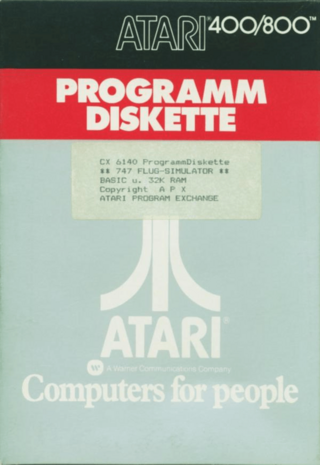 ATARI® 400/800™
PROGRAMM
DISKETTE
CX 6140 ProgrammDiskette
** 747 FLUG-SIMULATOR **
BASIC u. 32K RAM
Copyright A P X
ATARI PROGRAM EXCHANGE
ATARI®
A Warner Communications Company
Computers for people